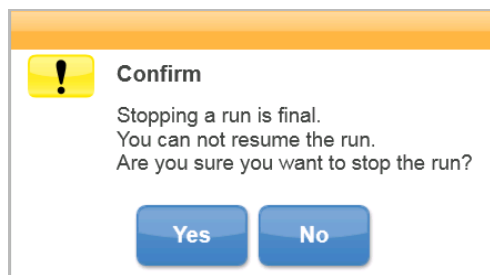 !
Confirm
Stopping a run is final.
You can not resume the run.
Are you sure you want to stop the run?
Yes No